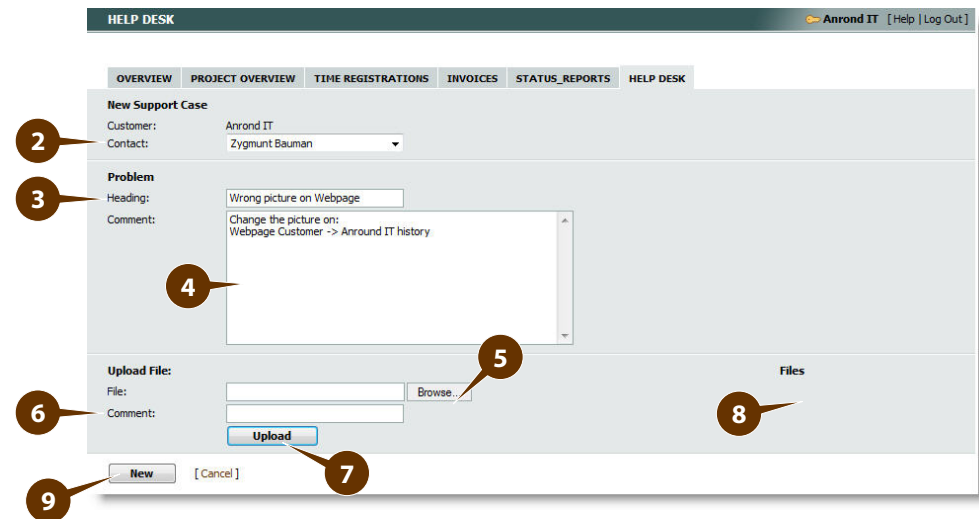 HELP DESK
Anrond IT [ Help | Log Out ]
OVERVIEW PROJECT OVERVIEW TIME REGISTRATIONS INVOICES STATUS_REPORTS HELP DESK
New Support Case
Customer: Anrond IT
2
Contact: Zygmunt Bauman
Problem
3
Heading: Wrong picture on Webpage
Comment: Change the picture on:
Webpage Customer -> Anround IT history
4
5
Upload File: Files
File: Browse...
6
Comment:
8
Upload
7
New [ Cancel ]
9